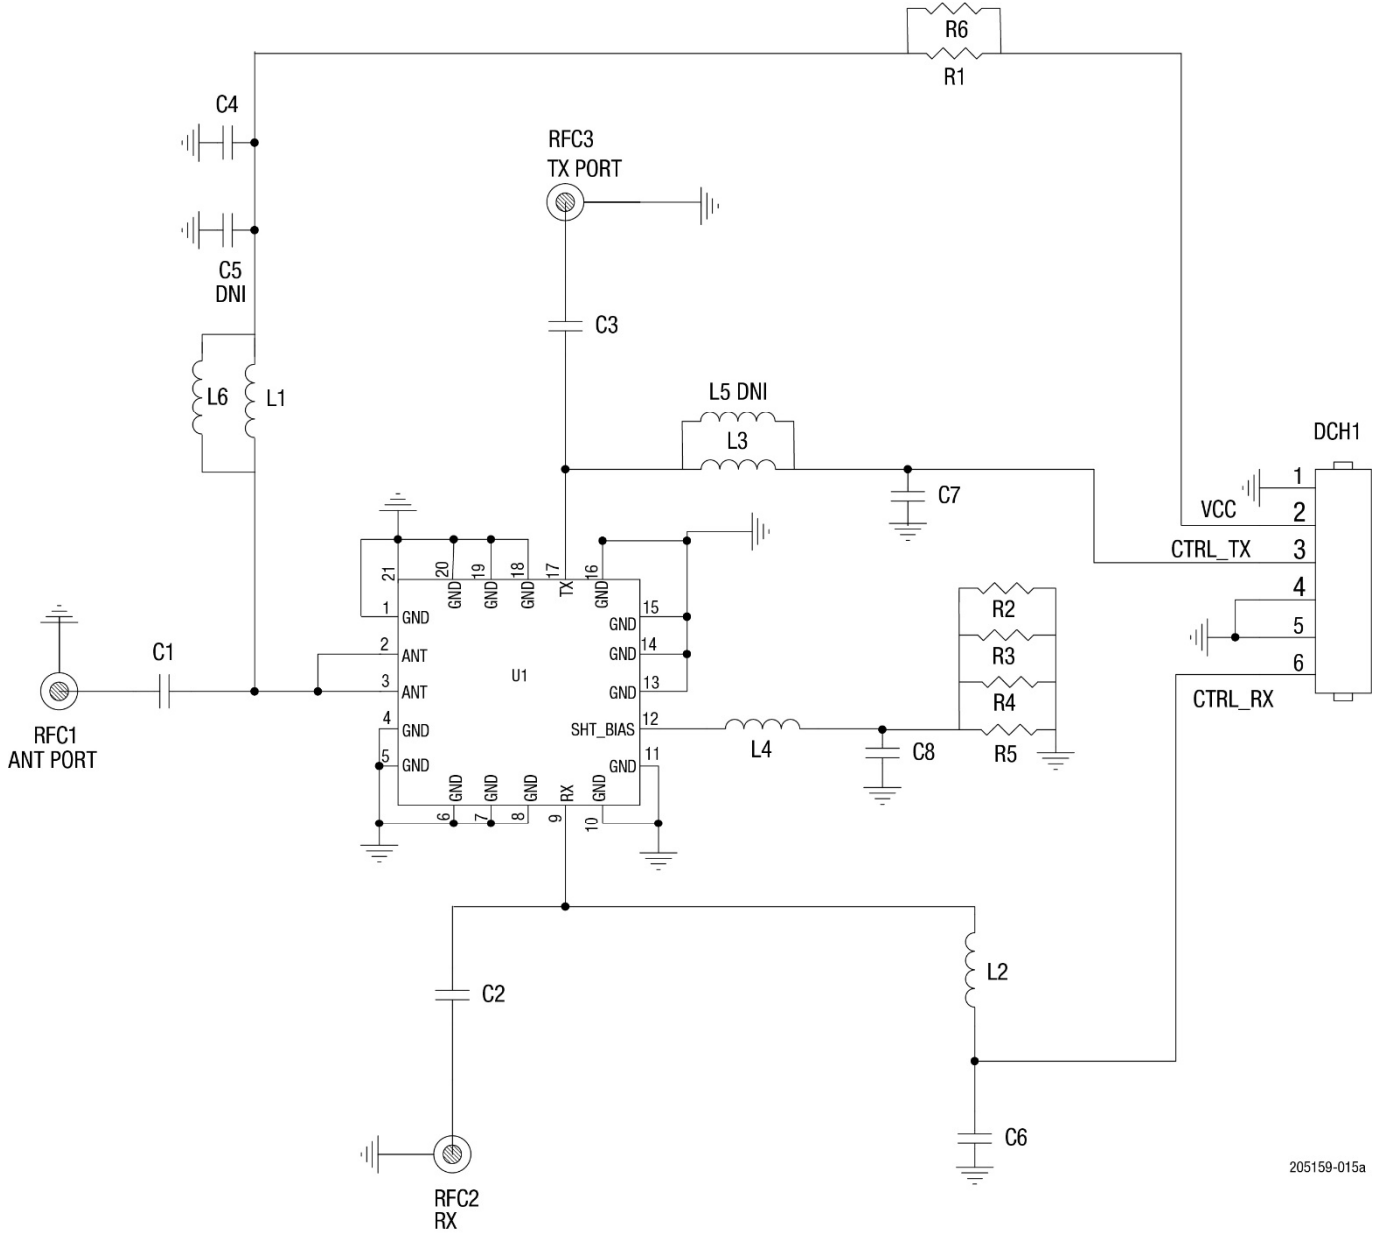 R6
R1
C4
RFC3
TX PORT
C5
DNI
C3
L6
L1
L5 DNI
L3
DCH1
C7
1
VCC
2
CTRL_TX
3
4
5
6
CTRL_RX
21
20
19
18
17
16
GND
GND
GND
TX
GND
1
GND
15
GND
2
ANT
14
GND
U1
3
ANT
13
GND
4
GND
SHT_BIAS
12
5
GND
11
GND
GND
GND
GND
RX
GND
6
7
8
9
10
C1
RFC1
ANT PORT
L4
C8
R2
R3
R4
R5
L2
C2
C6
RFC2
RX
205159-015a